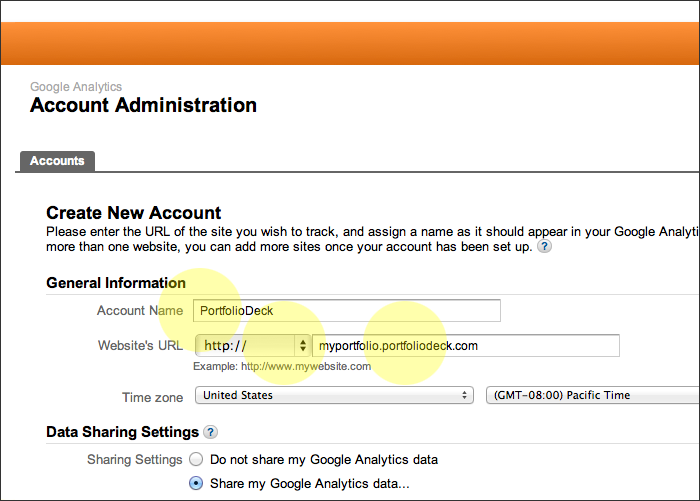 Google Analytics
Account Administration
Accounts
Create New Account
Please enter the URL of the site you wish to track, and assign a name as it should appear in your Google Analyti
more than one website, you can add more sites once your account has been set up. ?
General Information
Account Name PortfolioDeck
Website's URL http:// myportfolio.portfoliodeck.com
Example: http://www.mywebsite.com
Time zone United States (GMT-08:00) Pacific Time
Data Sharing Settings ?
Sharing Settings Do not share my Google Analytics data
Share my Google Analytics data...